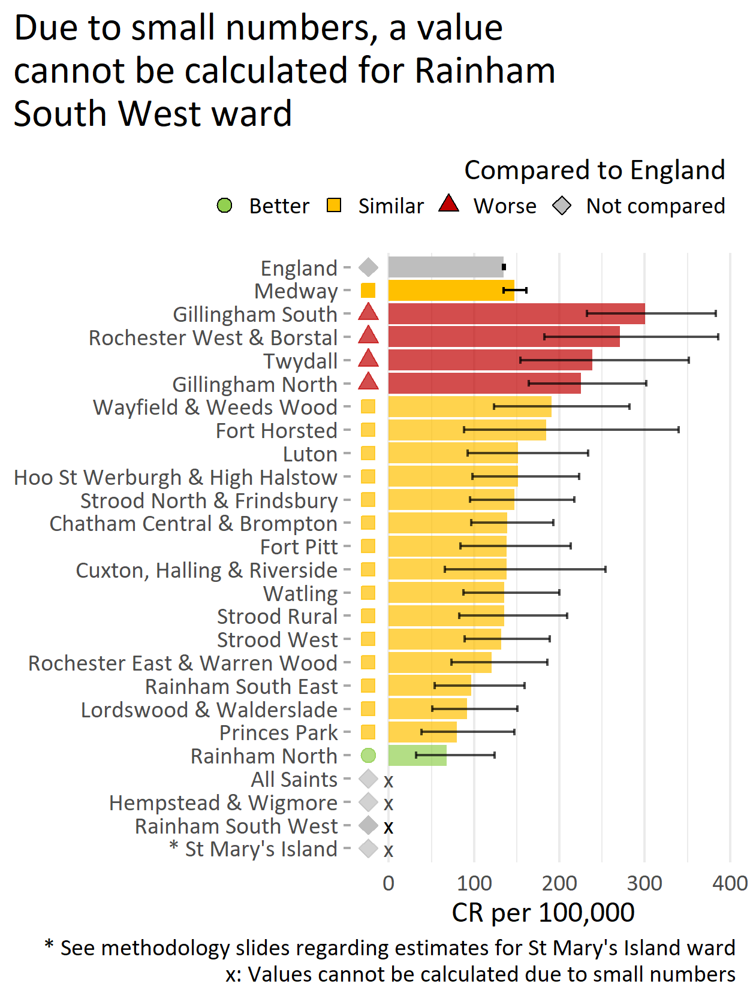 Due to small numbers, a value
cannot be calculated for Rainham
South West ward
Compared to England
Better Similar Worse Not compared
England
Medway
Gillingham South
Rochester West & Borstal
Twydall
Gillingham North
Wayfield & Weeds Wood
Fort Horsted
Luton
Hoo St Werburgh & High Halstow
Strood North & Frindsbury
Chatham Central & Brompton
Fort Pitt
Cuxton, Halling & Riverside
Watling
Strood Rural
Strood West
Rochester East & Warren Wood
Rainham South East
Lordswood & Walderslade
Princes Park
Rainham North
All Saints x
Hempstead & Wigmore x
Rainham South West x
* St Mary's Island x
0 100 200 300 400
CR per 100,000
* See methodology slides regarding estimates for St Mary's Island ward
x: Values cannot be calculated due to small numbers